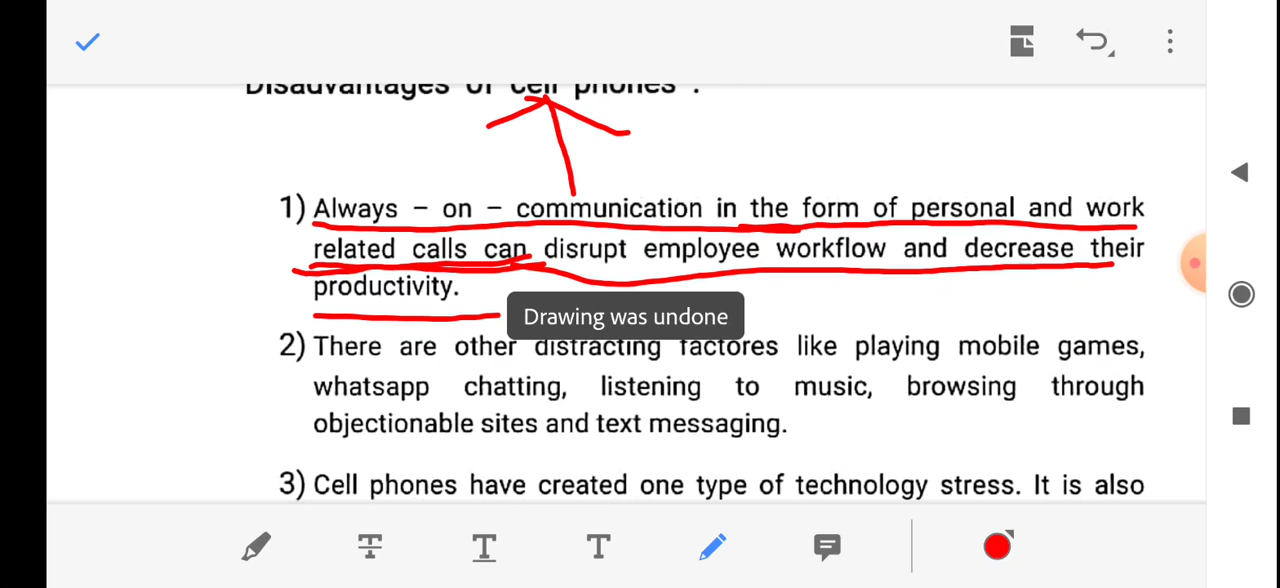 Disadvantages of cell phones :
1) Always – on – communication in the form of personal and work
related calls can disrupt employee workflow and decrease their
productivity.
Drawing was undone
2) There are other distracting factores like playing mobile games,
whatsapp chatting, listening to music, browsing through
objectionable sites and text messaging.
3) Cell phones have created one type of technology stress. It is also